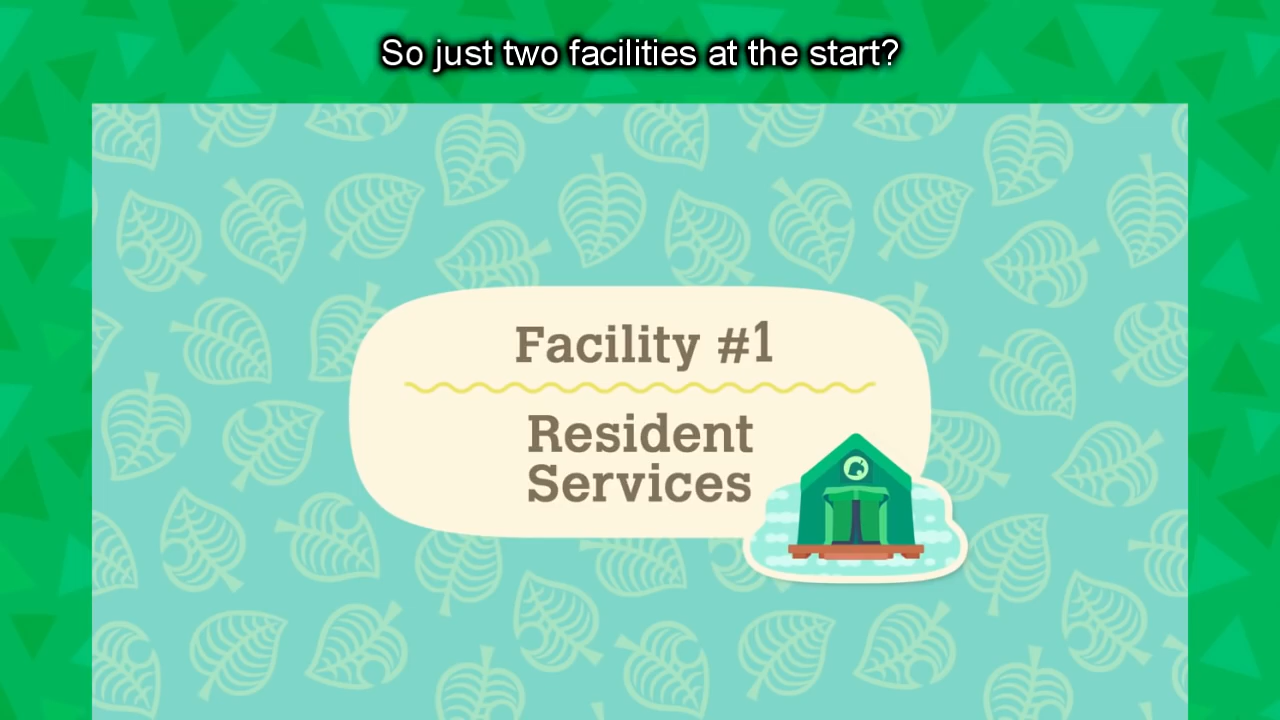 So just two facilities at the start?
Facility #1
Resident
Services